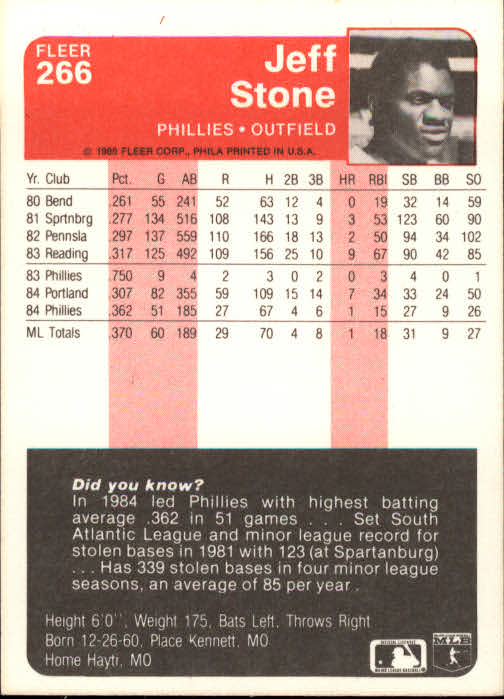 FLEER
266
Jeff
Stone
PHILLIES • OUTFIELD
© 1985 FLEER CORP., PHILA PRINTED IN U.S.A.
Yr. Club Pct. G AB R H 2B 3B HR RBI SB BB SO
80 Bend .261 55 241 52 63 12 4 0 19 32 14 59
81 Sprtnbrg .277 134 516 108 143 13 9 3 53 123 60 90
82 Pennsla .297 137 559 110 166 18 13 2 50 94 34 102
83 Reading .317 125 492 109 156 25 10 9 67 90 42 85
83 Phillies .750 9 4 2 3 0 2 0 3 4 0 1
84 Portland .307 82 355 59 109 15 14 7 34 33 24 50
84 Phillies .362 51 185 27 67 4 6 1 15 27 9 26
ML Totals .370 60 189 29 70 4 8 1 18 31 9 27
Did you know?
In 1984 led Phillies with highest batting
average .362 in 51 games . . . Set South
Atlantic League and minor league record for
stolen bases in 1981 with 123 (at Spartanburg)
. . . Has 339 stolen bases in four minor league
seasons, an average of 85 per year.
Height 6'0", Weight 175, Bats Left, Throws Right
Born 12-26-60, Place Kennett, MO
Home Hayti, MO
MLB